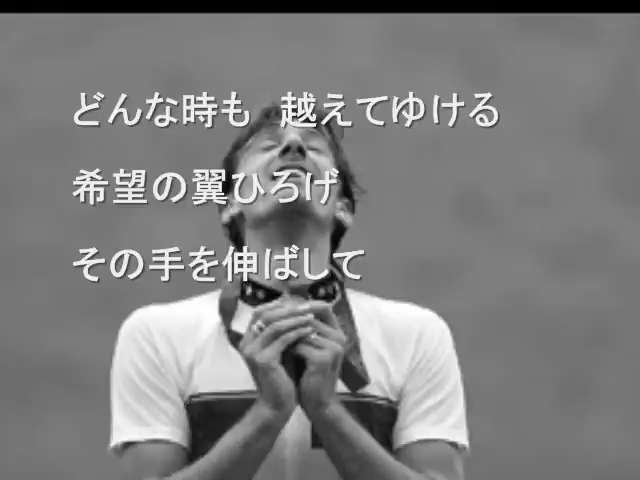 どんな時も　越えてゆける
希望の翼ひろげ
その手を伸ばして